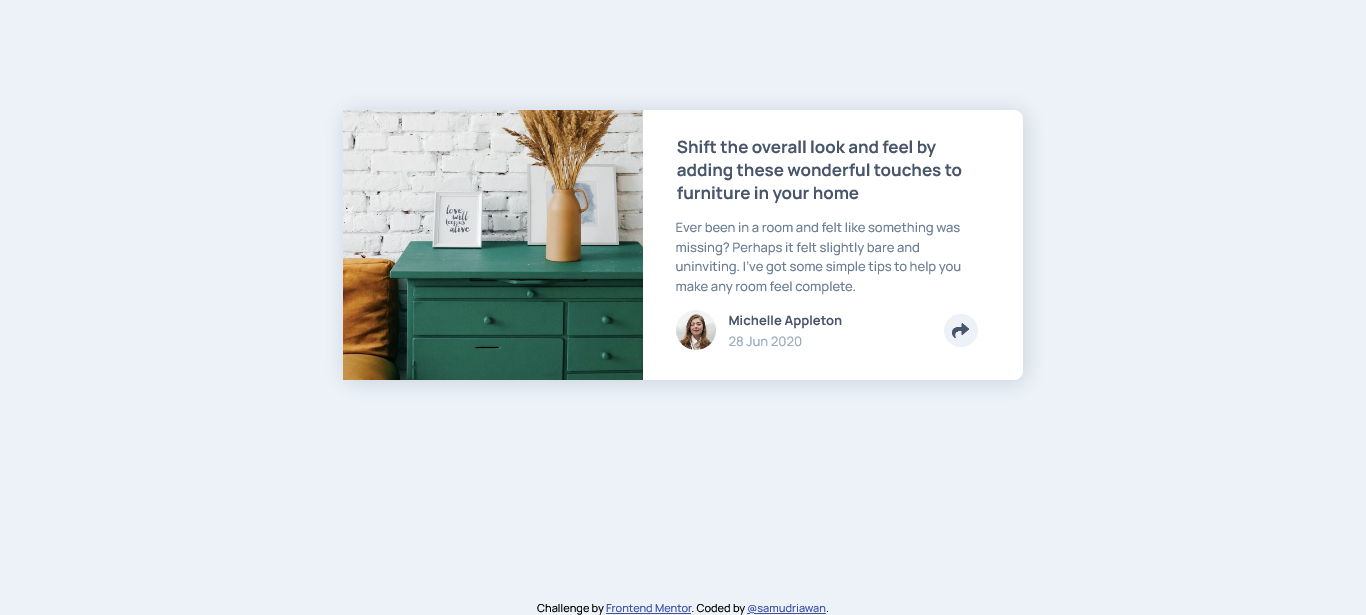 love
will
keep us
alive
Shift the overall look and feel by
adding these wonderful touches to
furniture in your home
Ever been in a room and felt like something was
missing? Perhaps it felt slightly bare and
uninviting. I've got some simple tips to help you
make any room feel complete.
Michelle Appleton
28 Jun 2020
Challenge by Frontend Mentor. Coded by @samudriawan.